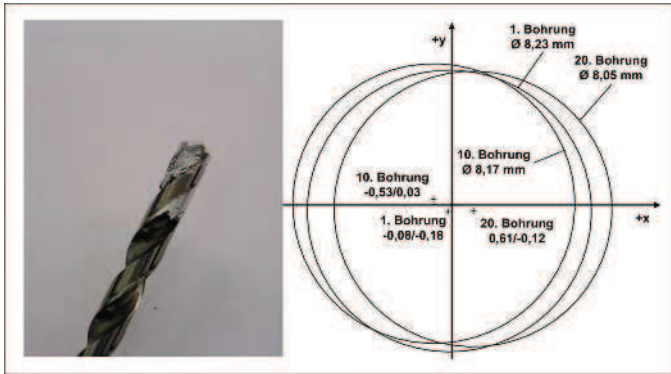 +y
1. Bohrung
Ø 8,23 mm
20. Bohrung
Ø 8,05 mm
10. Bohrung
Ø 8,17 mm
10. Bohrung
-0,53/0,03
+x
1. Bohrung
-0,08/-0,18
20. Bohrung
0,61/-0,12